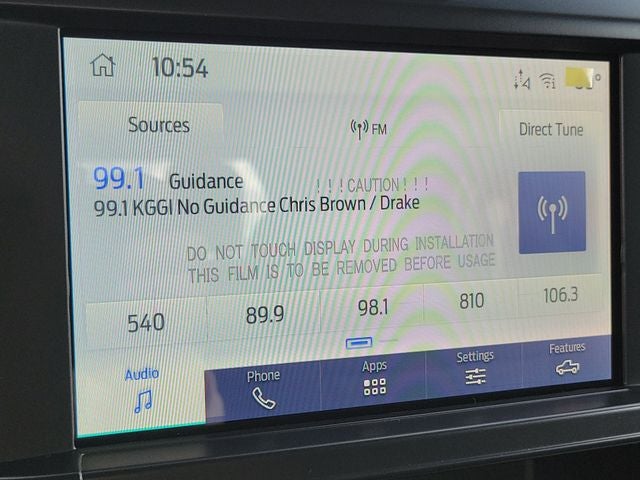 10:54
Sources
FM
Direct Tune
99.1 Guidance
! ! ! CAUTION ! ! !
99.1 KGGI No Guidance Chris Brown / Drake
DO NOT TOUCH DISPLAY DURING INSTALLATION
THIS FILM IS TO BE REMOVED BEFORE USAGE
540 89.9 98.1 810 106.3
Audio Phone Apps Settings Features